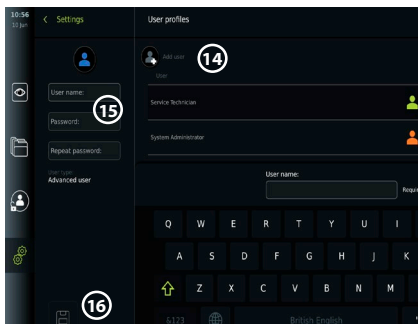 10:56
10 Jun
Settings
User profiles
Add user
14
User
User name:
15
Service Technician
Password:
System Administrator
Repeat password:
User type:
Advanced user
User name:
Requir
Q W E R T Y U I
A S D F G H J K
Z X C V B N M
16
&123
British English